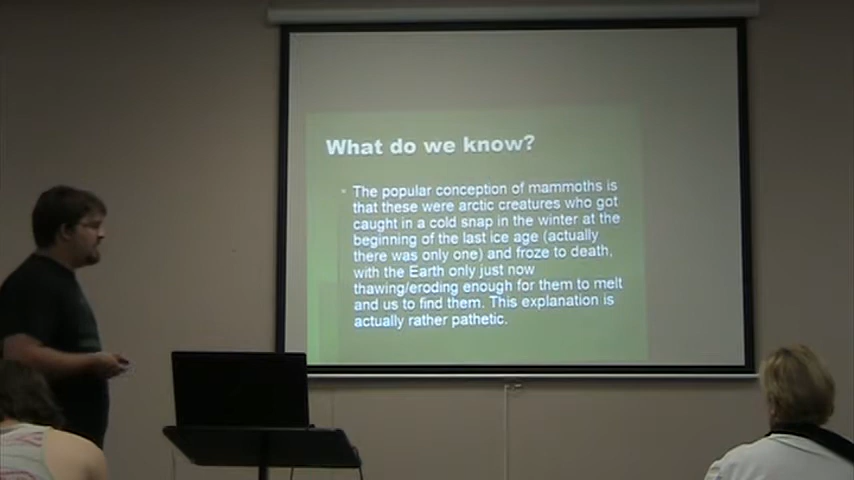 What do we know?
The popular conception of mammoths is
that these were arctic creatures who got
caught in a cold snap in the winter at the
beginning of the last ice age (actually
there was only one) and froze to death,
with the Earth only just now
thawing/eroding enough for them to melt
and us to find them. This explanation is
actually rather pathetic.